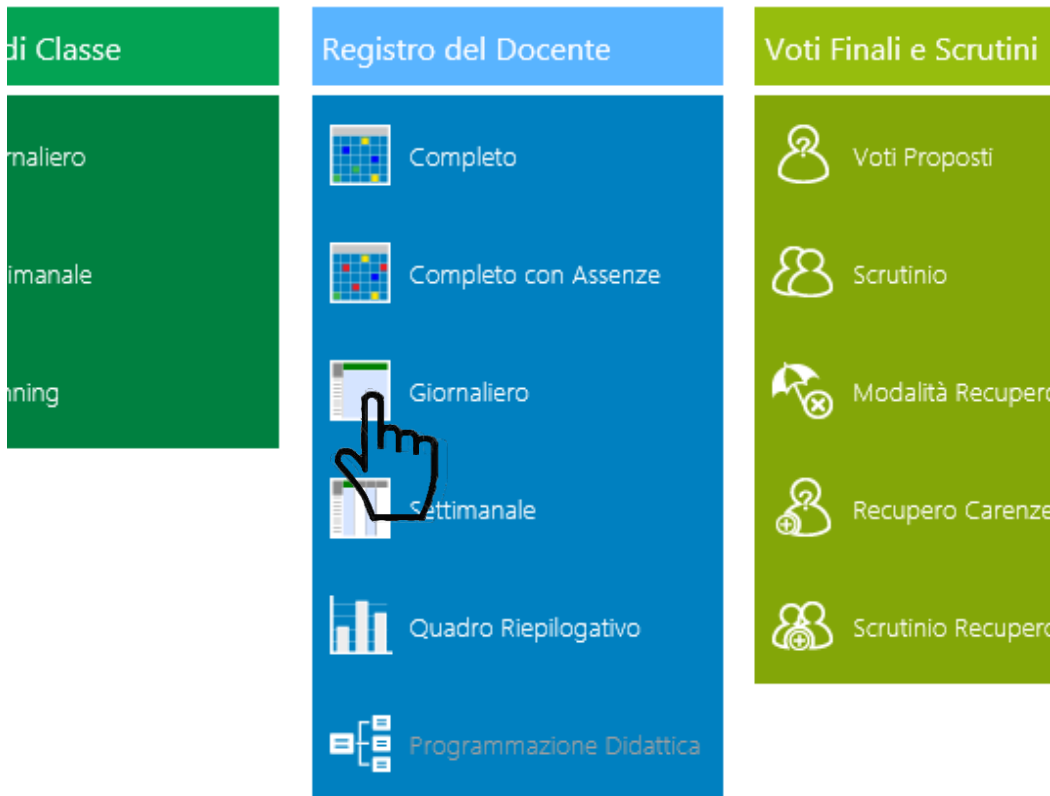 di Classe
rnaliero
imanale
nning
Registro del Docente
Completo
Completo con Assenze
Giornaliero
Settimanale
Quadro Riepilogativo
Programmazione Didattica
Voti Finali e Scrutini
Voti Proposti
Scrutinio
Modalità Recupero
Recupero Carenze
Scrutinio Recupero